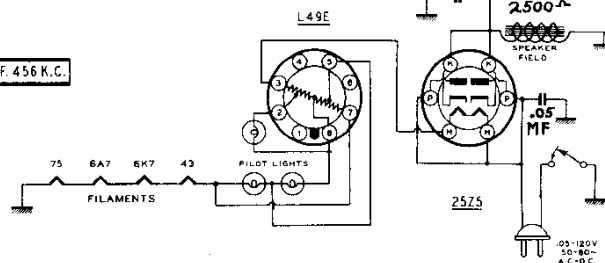 L49E
2500Ω
SPEAKER
FIELD
F. 456 K.C.
4 5
3 6
2 7
1 8
K K
P P
H H
.05
MF
75 6A7 6K7 43
PILOT LIGHTS
FILAMENTS
25Z5
05-120V
50-60~
A.C-D.C